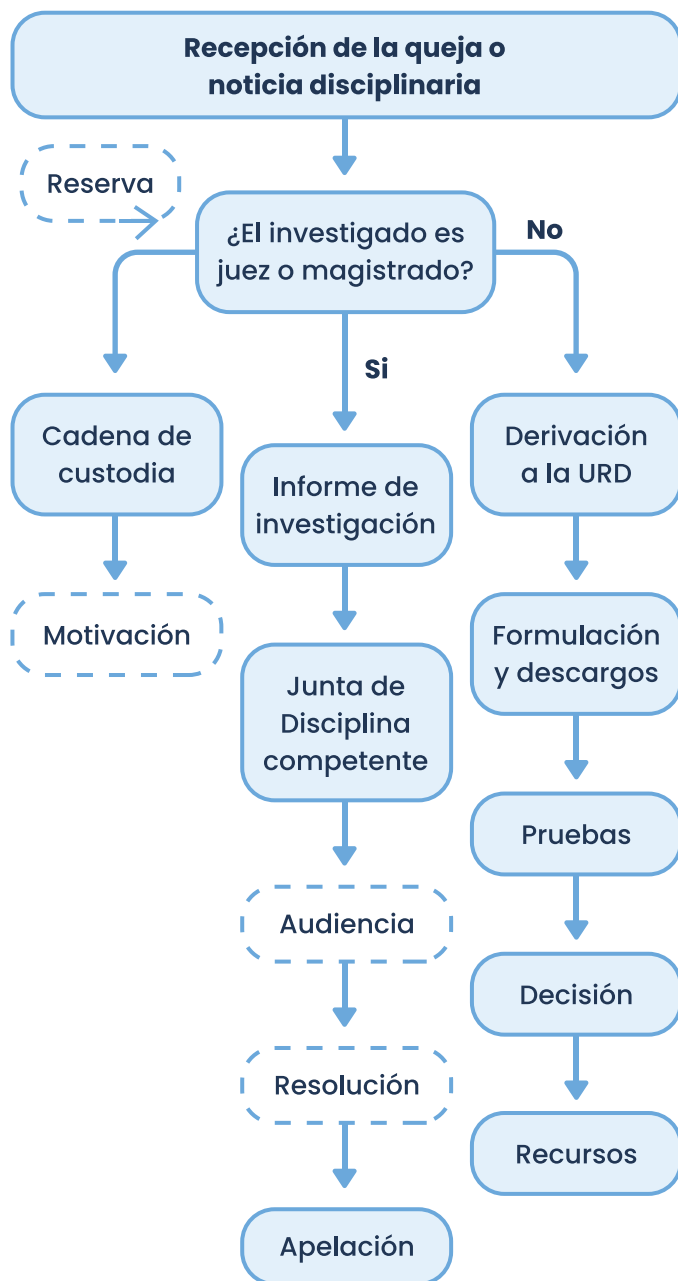 Recepción de la queja o
noticia disciplinaria
Reserva
¿El investigado es
juez o magistrado?
No
Si
Cadena de
custodia
Motivación
Informe de
investigación
Junta de
Disciplina
competente
Audiencia
Resolución
Apelación
Derivación
a la URD
Formulación
y descargos
Pruebas
Decisión
Recursos